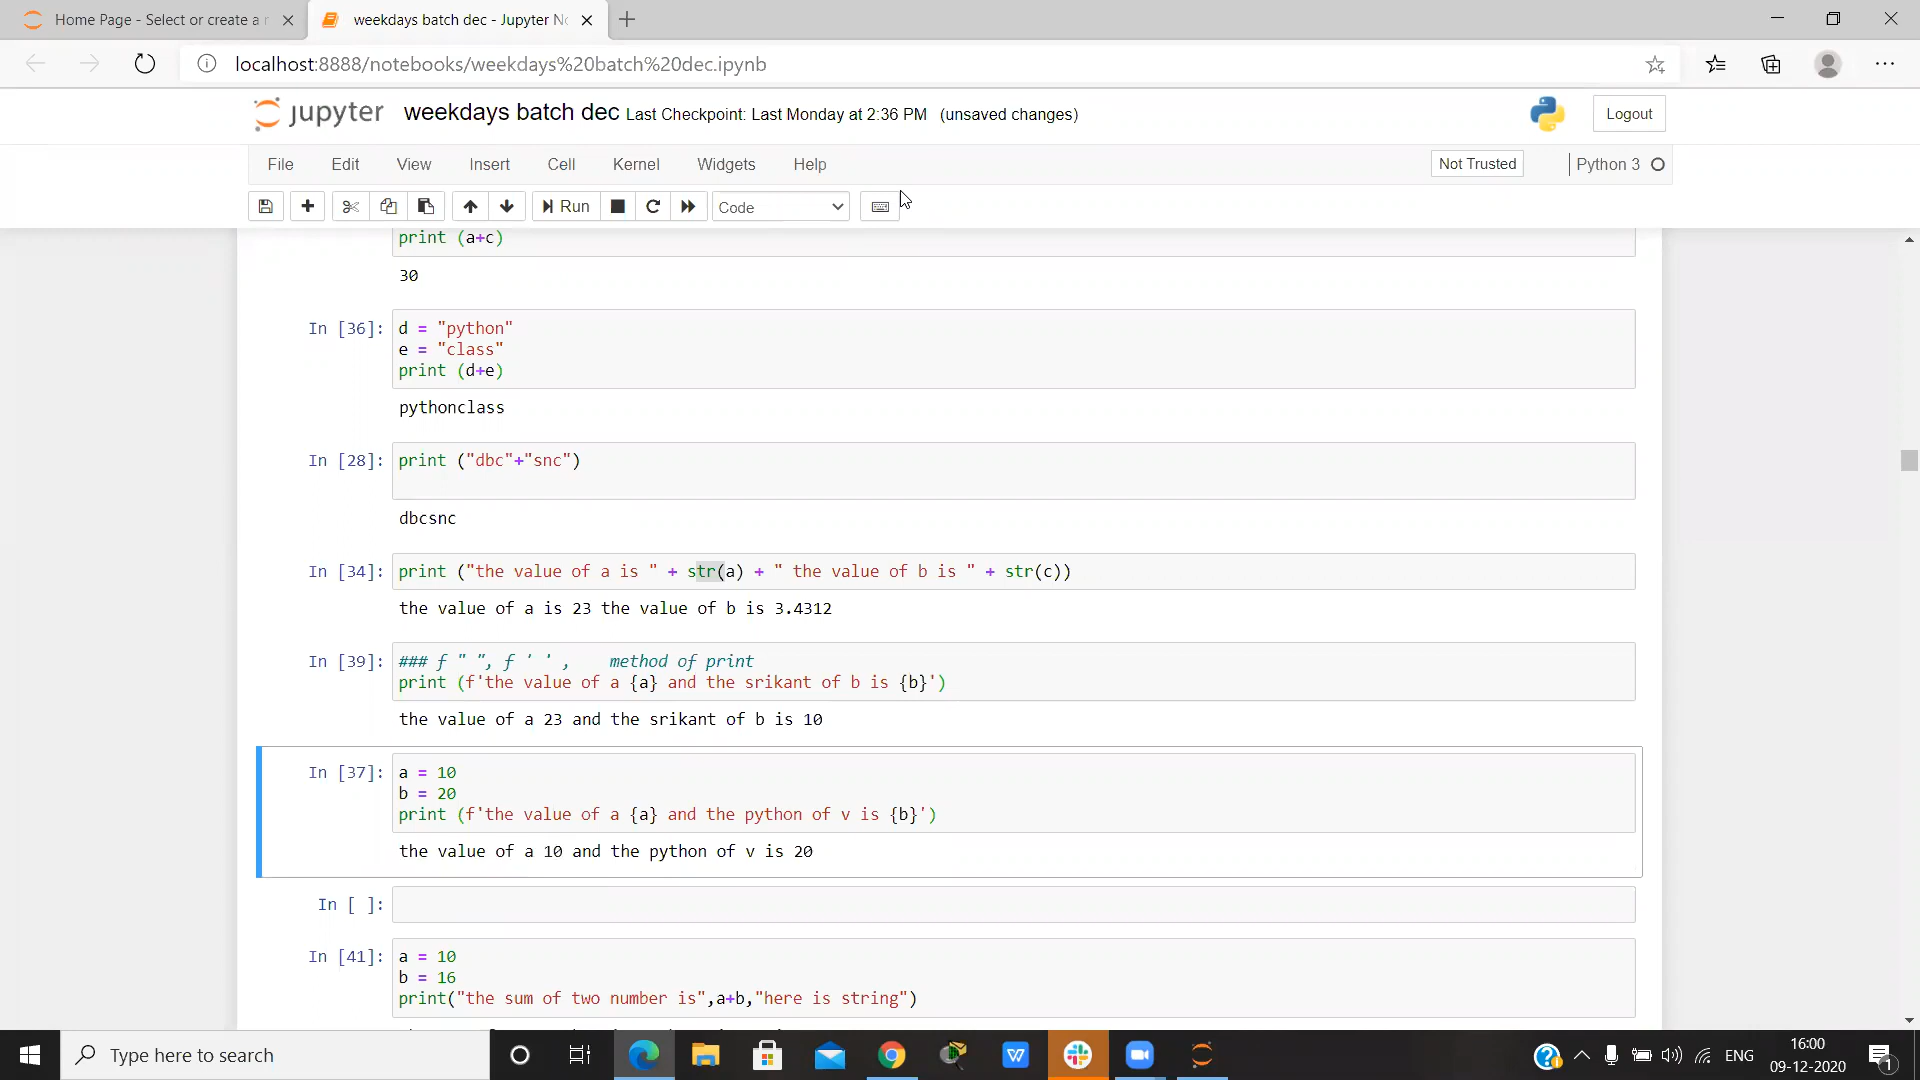 Home Page - Select or create a n
weekdays batch dec - Jupyter No
localhost:8888/notebooks/weekdays%20batch%20dec.ipynb
jupyter weekdays batch dec Last Checkpoint: Last Monday at 2:36 PM (unsaved changes)
Logout
File Edit View Insert Cell Kernel Widgets Help
Not Trusted
Python 3
Run
Code
print (a+c)
30
In [36]: d = "python"
e = "class"
print (d+e)
pythonclass
In [28]: print ("dbc"+"snc")
dbcsnc
In [34]: print ("the value of a is " + str(a) + " the value of b is " + str(c))
the value of a is 23 the value of b is 3.4312
In [39]: ### f " ", f ' ' ,    method of print
print (f'the value of a {a} and the srikant of b is {b}')
the value of a 23 and the srikant of b is 10
In [37]: a = 10
b = 20
print (f'the value of a {a} and the python of v is {b}')
the value of a 10 and the python of v is 20
In [ ]:
In [41]: a = 10
b = 16
print("the sum of two number is",a+b,"here is string")
Type here to search
ENG
16:00
09-12-2020
1